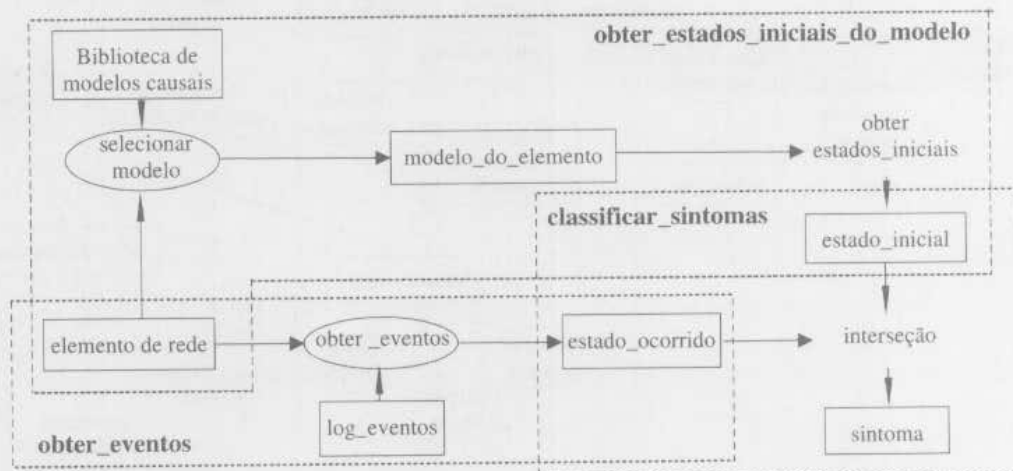 obter_estados_iniciais_do_modelo
Biblioteca de
modelos causais
selecionar
modelo
modelo_do_elemento
obter
estados_iniciais
classificar_sintomas
estado_inicial
elemento de rede
obter _eventos
estado_ocorrido
interseção
log_eventos
obter_eventos
sintoma